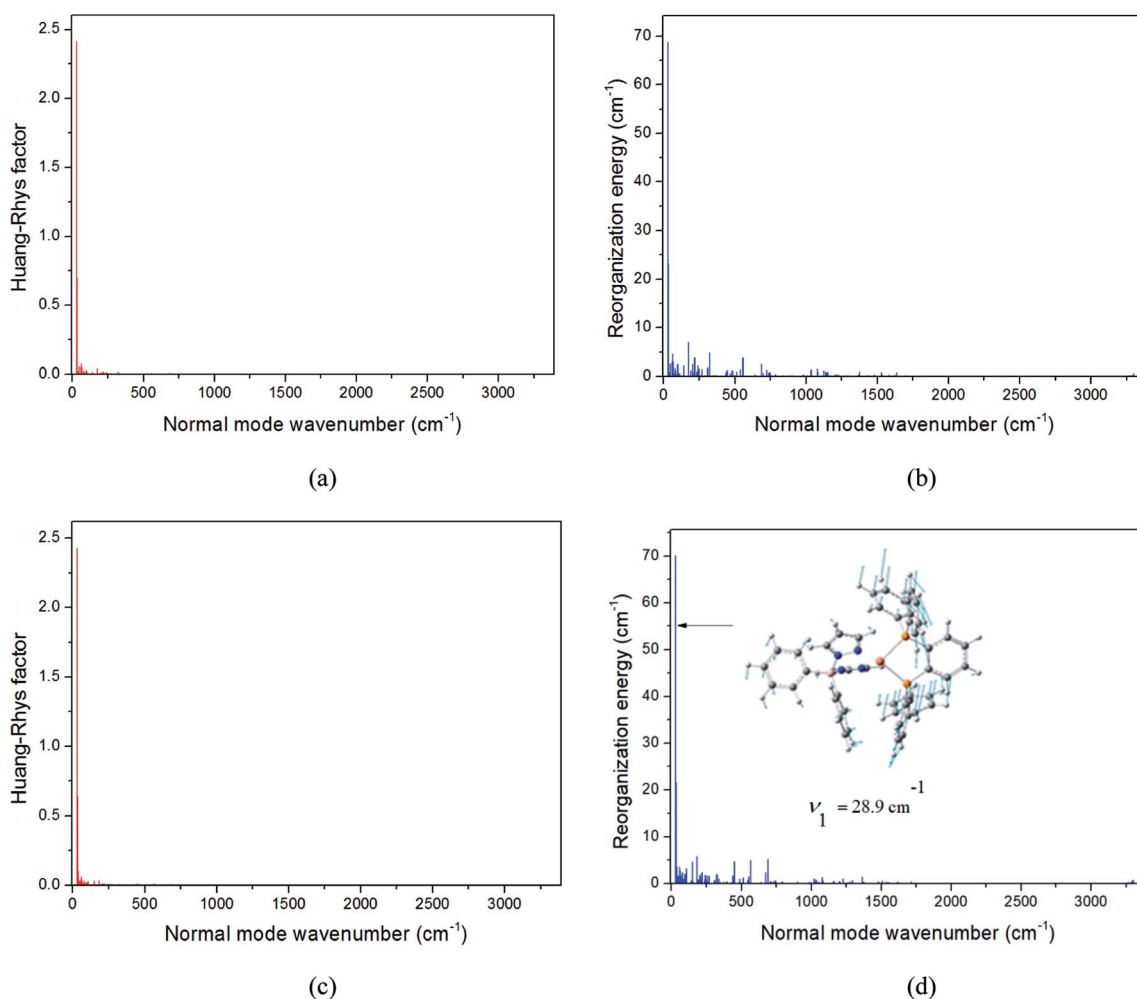 2.5
2.0
1.5
1.0
0.5
0.0
Huang-Rhys factor
0 500 1000 1500 2000 2500 3000
Normal mode wavenumber (cm⁻¹)
(a)
70
60
50
40
30
20
10
0
Reorganization energy (cm⁻¹)
0 500 1000 1500 2000 2500 3000
Normal mode wavenumber (cm⁻¹)
(b)
2.5
2.0
1.5
1.0
0.5
0.0
Huang-Rhys factor
0 500 1000 1500 2000 2500 3000
Normal mode wavenumber (cm⁻¹)
(c)
70
60
50
40
30
20
10
0
Reorganization energy (cm⁻¹)
ν₁ = 28.9 cm⁻¹
0 500 1000 1500 2000 2500 3000
Normal mode wavenumber (cm⁻¹)
(d)